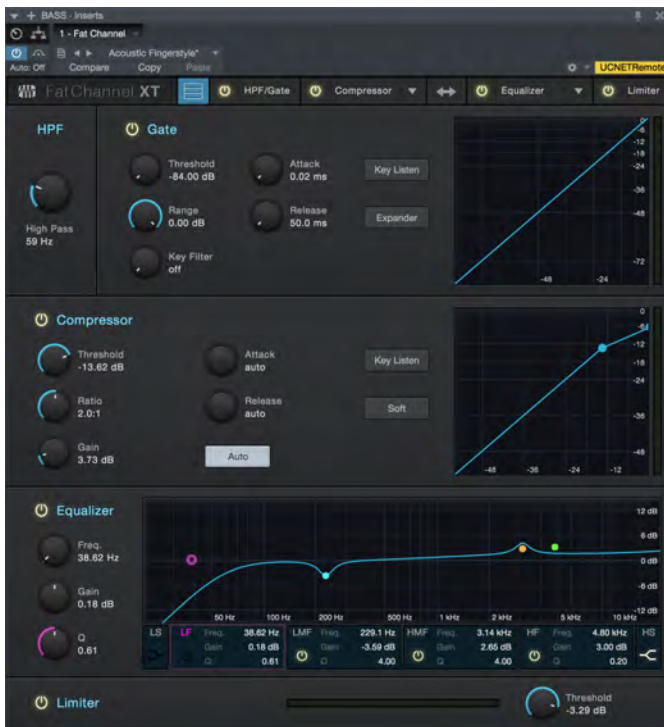 BASS - Inserts
1 - Fat Channel
Acoustic Fingerstyle*
Auto: Off Compare Copy Paste UCNETRemote
FatChannel XT HPF/Gate Compressor Equalizer Limiter
HPF
High Pass
59 Hz
Gate
Threshold
-84.00 dB
Attack
0.02 ms
Key Listen
Range
0.00 dB
Release
50.0 ms
Expander
Key Filter
off
0
-6
-12
-18
-24
-36
-48
-72
-48 -24
Compressor
Threshold
-13.62 dB
Attack
auto
Key Listen
Ratio
2.0:1
Release
auto
Soft
Gain
3.73 dB
Auto
0
-6
-12
-18
-24
-36
-48
-48 -36 -24 -12
Equalizer
Freq.
38.62 Hz
Gain
0.18 dB
Q
0.61
12 dB
6 dB
0 dB
-6 dB
-12 dB
50 Hz 100 Hz 200 Hz 500 Hz 1 kHz 2 kHz 5 kHz 10 kHz
LS LF Freq. 38.62 Hz LMF Freq. 229.1 Hz HMF Freq. 3.14 kHz HF Freq. 4.80 kHz HS
Gain 0.18 dB Gain -3.59 dB Gain 2.65 dB Gain 3.00 dB
Q 0.61 Q 4.00 Q 4.00 Q 0.20
Limiter
Threshold
-3.29 dB